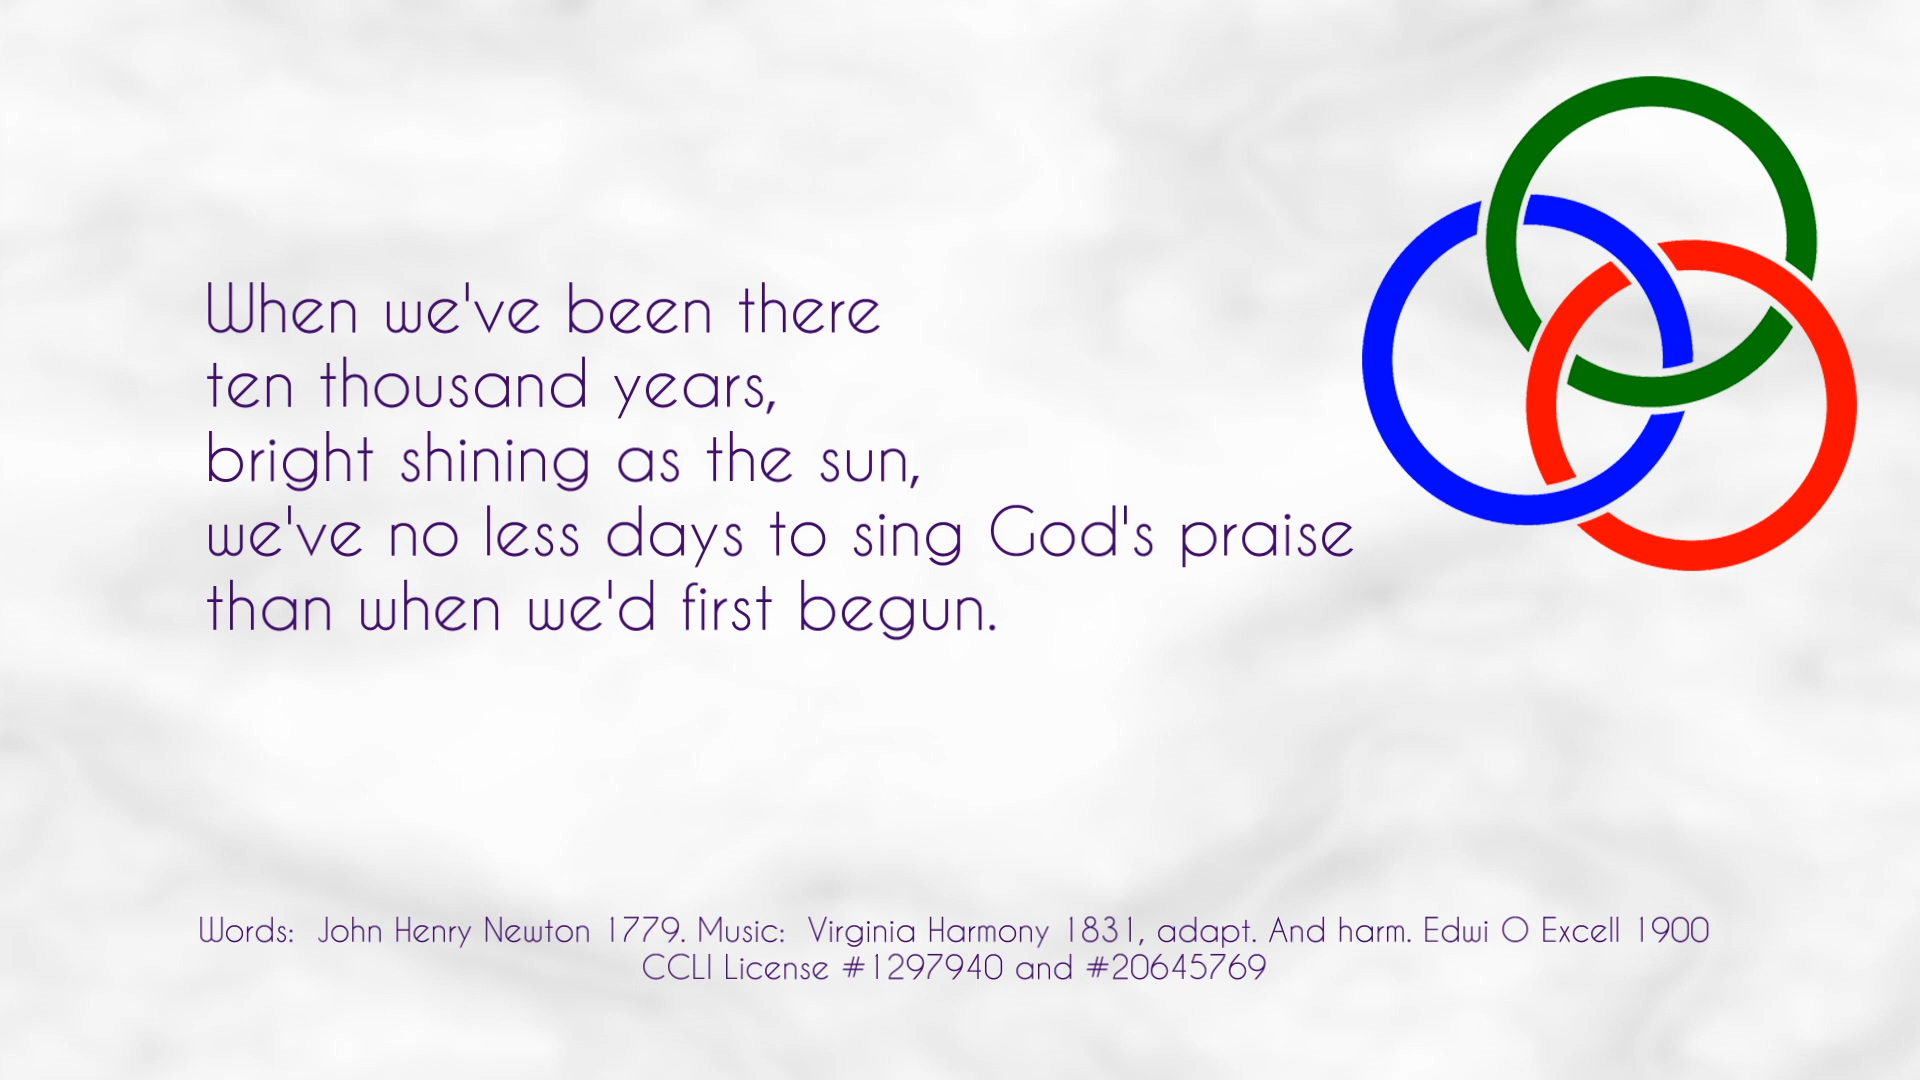 When we've been there
ten thousand years,
bright shining as the sun,
we've no less days to sing God's praise
than when we'd first begun.
Words:  John Henry Newton 1779. Music:  Virginia Harmony 1831, adapt. And harm. Edwi O Excell 1900
CCLI License #1297940 and #20645769